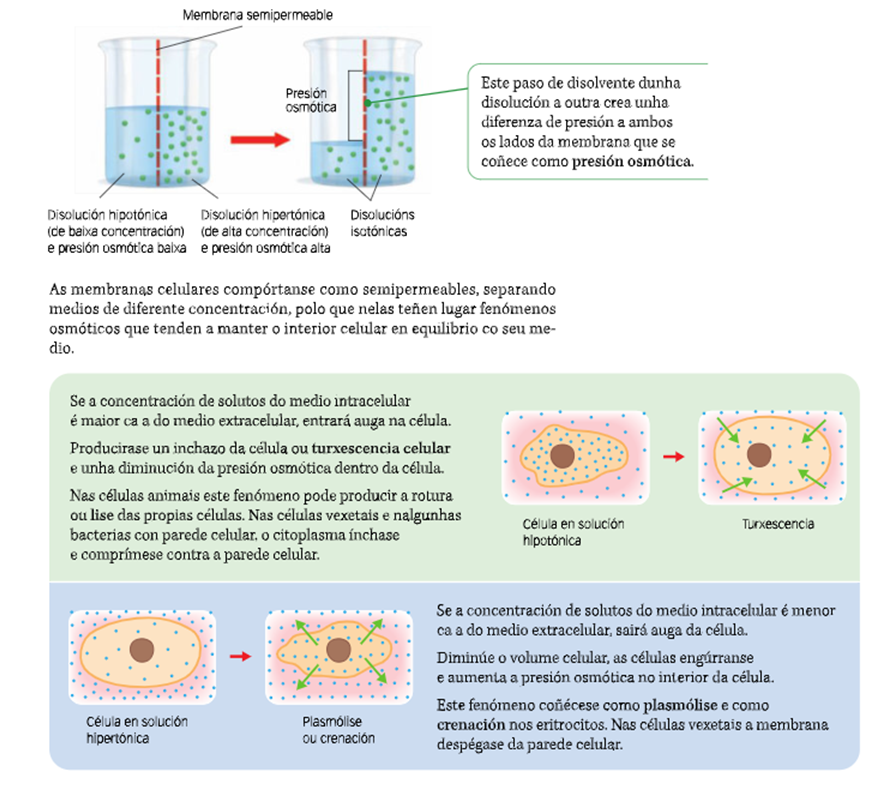 Membrana semipermeable
Presión
osmótica
Este paso de disolvente dunha
disolución a outra crea unha
diferenza de presión a ambos
os lados da membrana que se
coñece como presión osmótica.
Disolución hipotónica
(de baixa concentración)
e presión osmótica baixa
Disolución hipertónica
(de alta concentración)
e presión osmótica alta
Disolucións
isotónicas
As membranas celulares compórtanse como semipermeables, separando
medios de diferente concentración, polo que nelas teñen lugar fenómenos
osmóticos que tenden a manter o interior celular en equilibrio co seu me-
dio.
Se a concentración de solutos do medio intracelular
é maior ca a do medio extracelular, entrará auga na célula.
Producirase un inchazo da célula ou turxescencia celular
e unha diminución da presión osmótica dentro da célula.
Nas células animais este fenómeno pode producir a rotura
ou lise das propias células. Nas células vexetais e nalgunhas
bacterias con parede celular, o citoplasma ínchase
e comprímese contra a parede celular.
Célula en solución
hipotónica
Turxescencia
Célula en solución
hipertónica
Plasmólise
ou crenación
Se a concentración de solutos do medio intracelular é menor
ca a do medio extracelular, sairá auga da célula.
Diminúe o volume celular, as células engúrranse
e aumenta a presión osmótica no interior da célula.
Este fenómeno coñécese como plasmólise e como
crenación nos eritrocitos. Nas células vexetais a membrana
despégase da parede celular.